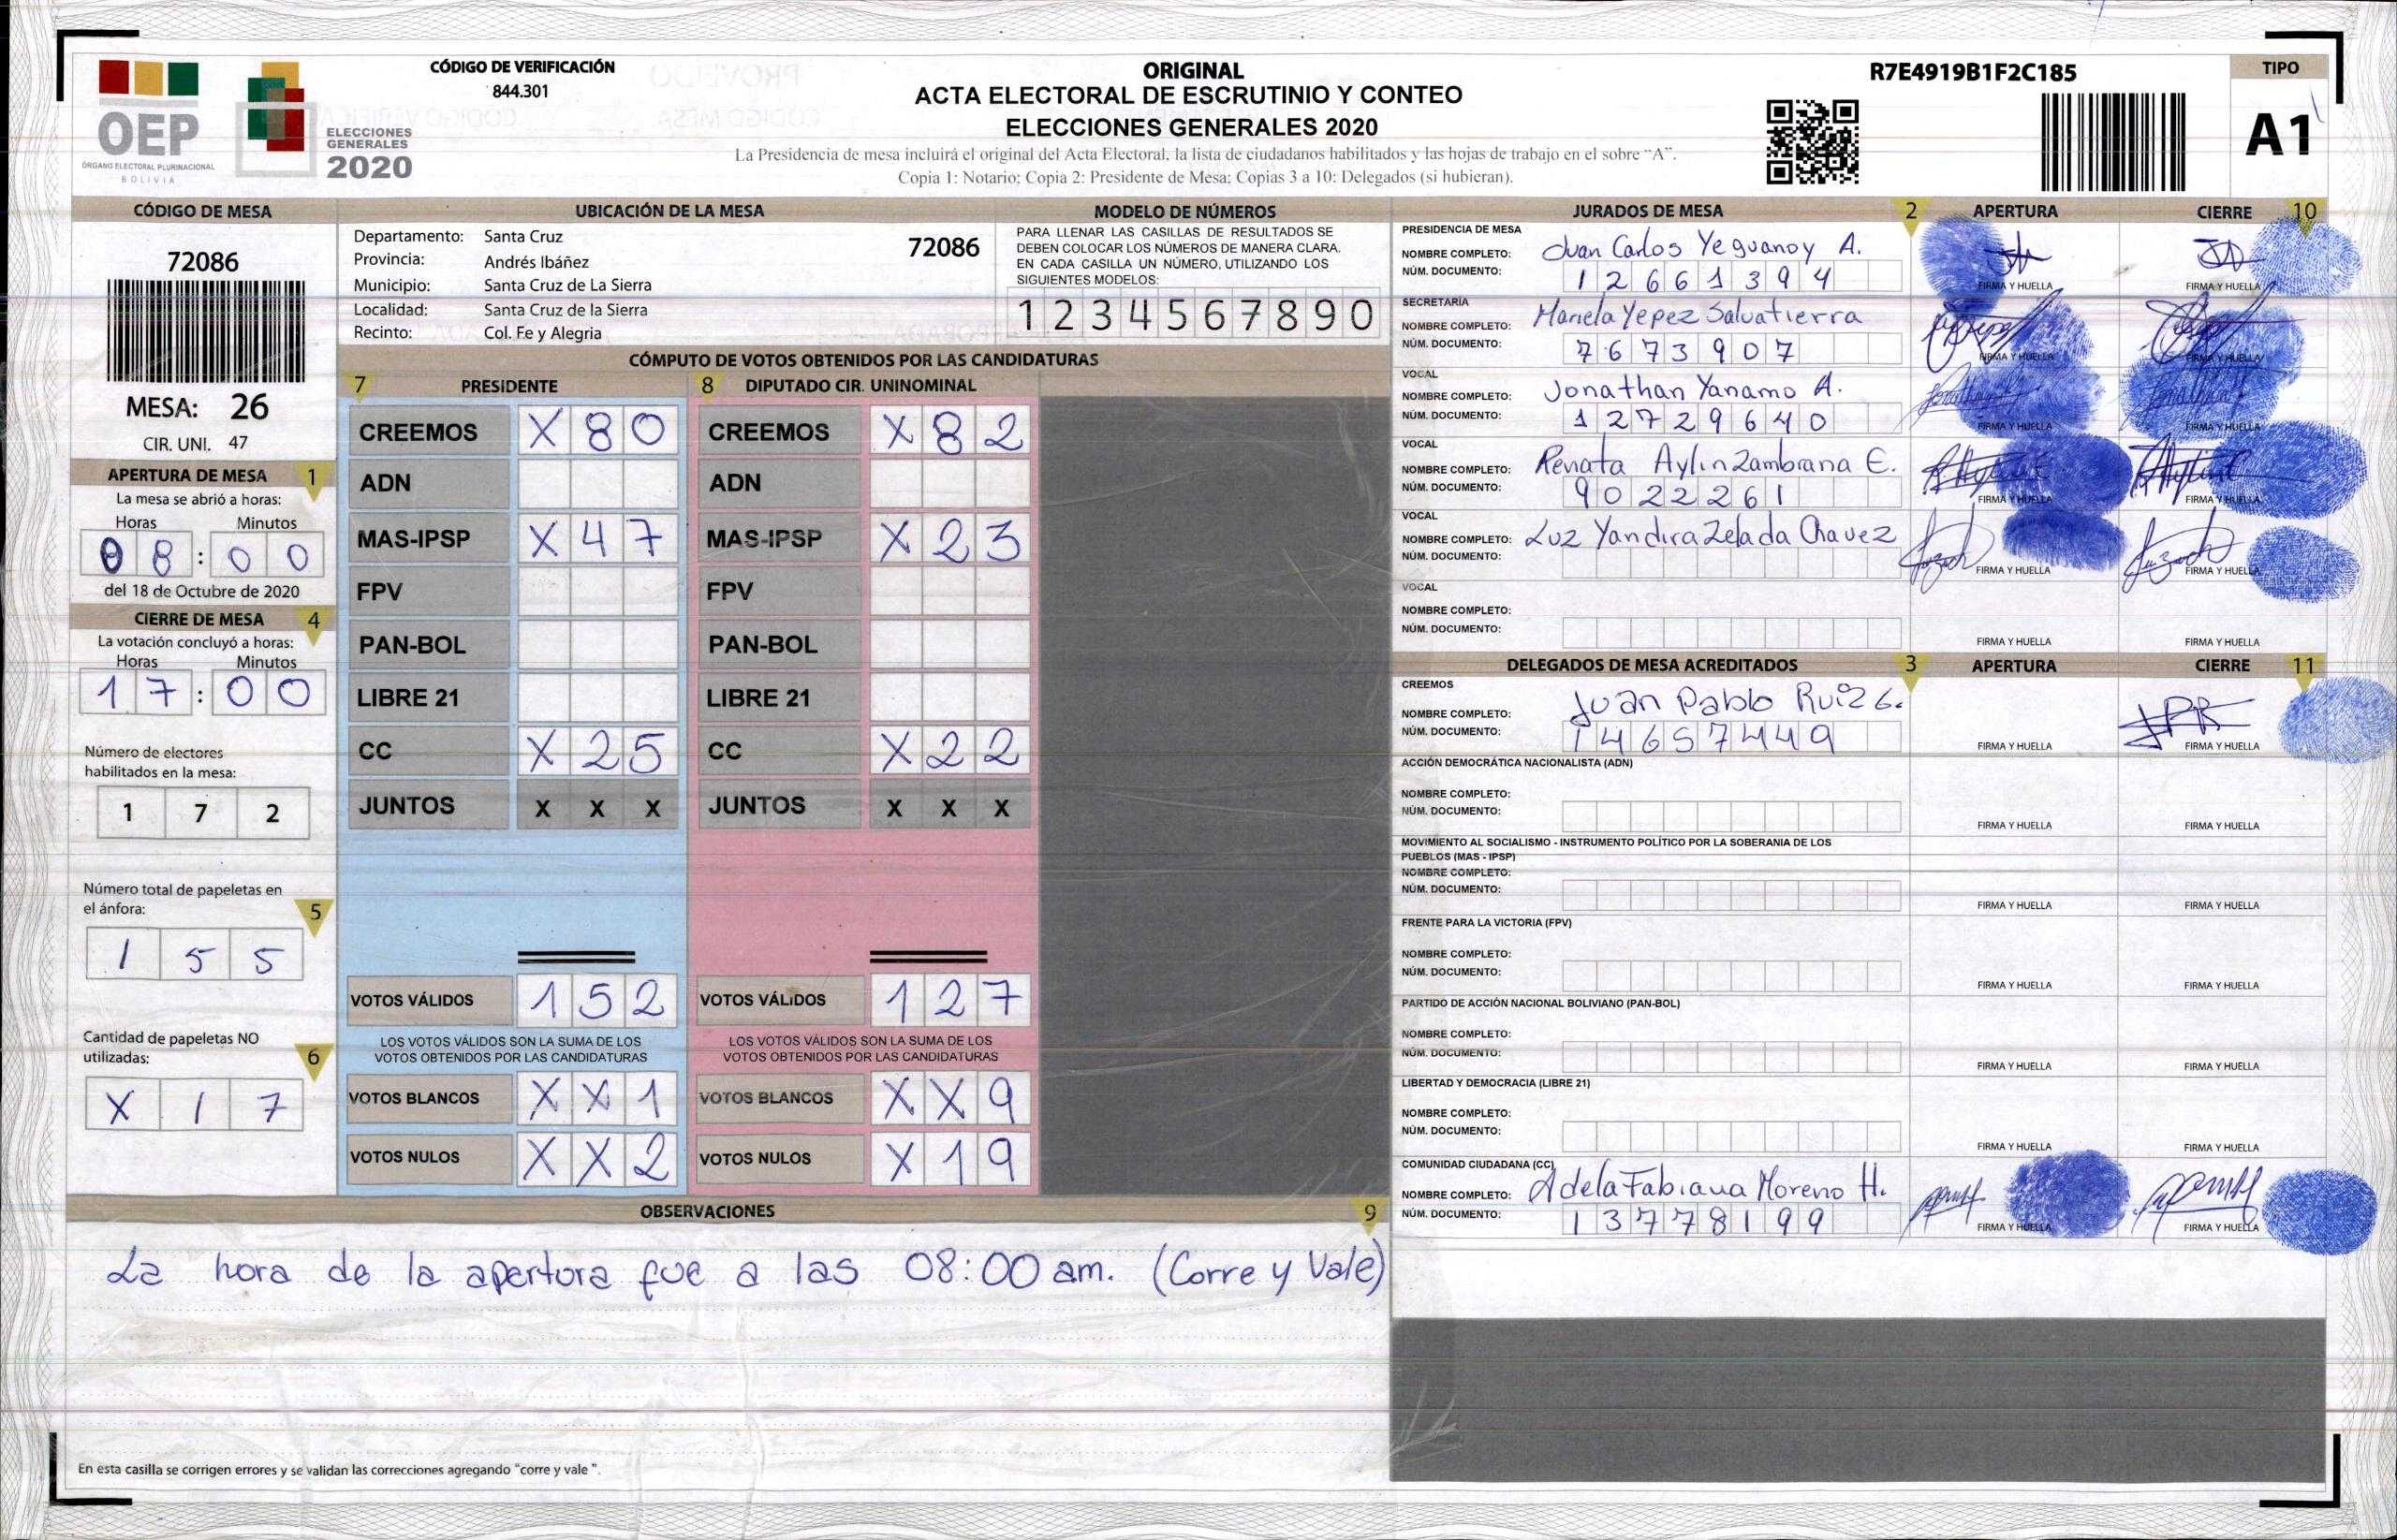 OEP
ÓRGANO ELECTORAL PLURINACIONAL
BOLIVIA
ELECCIONES
GENERALES
2020
CÓDIGO DE VERIFICACIÓN
844.301
ORIGINAL
ACTA ELECTORAL DE ESCRUTINIO Y CONTEO
ELECCIONES GENERALES 2020
La Presidencia de mesa incluirá el original del Acta Electoral, la lista de ciudadanos habilitados y las hojas de trabajo en el sobre "A".
Copia 1: Notario; Copia 2: Presidente de Mesa; Copias 3 a 10: Delegados (si hubieran).
R7E4919B1F2C185
TIPO
A1
CÓDIGO DE MESA
72086
MESA: 26
CIR. UNI. 47
APERTURA DE MESA 1
La mesa se abrió a horas:
Horas Minutos
08:00
del 18 de Octubre de 2020
CIERRE DE MESA 4
La votación concluyó a horas:
Horas Minutos
17:00
Número de electores
habilitados en la mesa:
1 7 2
Número total de papeletas en
el ánfora: 5
1 5 5
Cantidad de papeletas NO
utilizadas: 6
X 1 7
UBICACIÓN DE LA MESA
Departamento: Santa Cruz 72086
Provincia: Andrés Ibáñez
Municipio: Santa Cruz de La Sierra
Localidad: Santa Cruz de la Sierra
Recinto: Col. Fe y Alegria
MODELO DE NÚMEROS
PARA LLENAR LAS CASILLAS DE RESULTADOS SE
DEBEN COLOCAR LOS NÚMEROS DE MANERA CLARA.
EN CADA CASILLA UN NÚMERO, UTILIZANDO LOS
SIGUIENTES MODELOS:
1 2 3 4 5 6 7 8 9 0
CÓMPUTO DE VOTOS OBTENIDOS POR LAS CANDIDATURAS
7 PRESIDENTE 8 DIPUTADO CIR. UNINOMINAL
CREEMOS X 8 0 CREEMOS X 8 2
ADN ADN
MAS-IPSP X 4 7 MAS-IPSP X 2 3
FPV FPV
PAN-BOL PAN-BOL
LIBRE 21 LIBRE 21
CC X 2 5 CC X 2 2
JUNTOS X X X JUNTOS X X X
VOTOS VÁLIDOS 1 5 2 VOTOS VÁLIDOS 1 2 7
LOS VOTOS VÁLIDOS SON LA SUMA DE LOS LOS VOTOS VÁLIDOS SON LA SUMA DE LOS
VOTOS OBTENIDOS POR LAS CANDIDATURAS VOTOS OBTENIDOS POR LAS CANDIDATURAS
VOTOS BLANCOS X X 1 VOTOS BLANCOS X X 9
VOTOS NULOS X X 2 VOTOS NULOS X 1 9
OBSERVACIONES 9
La hora de la apertura fue a las 08:00 am. (Corre y Vale)
En esta casilla se corrigen errores y se validan las correcciones agregando "corre y vale ".
JURADOS DE MESA 2 APERTURA CIERRE 10
PRESIDENCIA DE MESA
NOMBRE COMPLETO: Juan Carlos Yeguanoy A.
NÚM. DOCUMENTO: 12661394
FIRMA Y HUELLA FIRMA Y HUELLA
SECRETARIA
NOMBRE COMPLETO: Mariela Yepez Salvatierra
NÚM. DOCUMENTO: 7673907
FIRMA Y HUELLA FIRMA Y HUELLA
VOCAL
NOMBRE COMPLETO: Jonathan Yanamo A.
NÚM. DOCUMENTO: 12729640
FIRMA Y HUELLA FIRMA Y HUELLA
VOCAL
NOMBRE COMPLETO: Renata Aylin Zambrana E.
NÚM. DOCUMENTO: 9022261
FIRMA Y HUELLA FIRMA Y HUELLA
VOCAL
NOMBRE COMPLETO: Luz Yandira Zelada Chavez
NÚM. DOCUMENTO:
FIRMA Y HUELLA FIRMA Y HUELLA
VOCAL
NOMBRE COMPLETO:
NÚM. DOCUMENTO:
FIRMA Y HUELLA FIRMA Y HUELLA
DELEGADOS DE MESA ACREDITADOS 3 APERTURA CIERRE 11
CREEMOS
NOMBRE COMPLETO: Juan Pablo Ruiz G.
NÚM. DOCUMENTO: 14657449
FIRMA Y HUELLA FIRMA Y HUELLA
ACCIÓN DEMOCRÁTICA NACIONALISTA (ADN)
NOMBRE COMPLETO:
NÚM. DOCUMENTO:
FIRMA Y HUELLA FIRMA Y HUELLA
MOVIMIENTO AL SOCIALISMO - INSTRUMENTO POLÍTICO POR LA SOBERANIA DE LOS
PUEBLOS (MAS - IPSP)
NOMBRE COMPLETO:
NÚM. DOCUMENTO:
FIRMA Y HUELLA FIRMA Y HUELLA
FRENTE PARA LA VICTORIA (FPV)
NOMBRE COMPLETO:
NÚM. DOCUMENTO:
FIRMA Y HUELLA FIRMA Y HUELLA
PARTIDO DE ACCIÓN NACIONAL BOLIVIANO (PAN-BOL)
NOMBRE COMPLETO:
NÚM. DOCUMENTO:
FIRMA Y HUELLA FIRMA Y HUELLA
LIBERTAD Y DEMOCRACIA (LIBRE 21)
NOMBRE COMPLETO:
NÚM. DOCUMENTO:
FIRMA Y HUELLA FIRMA Y HUELLA
COMUNIDAD CIUDADANA (CC)
NOMBRE COMPLETO: Adela Fabiana Moreno H.
NÚM. DOCUMENTO: 13778199
FIRMA Y HUELLA FIRMA Y HUELLA